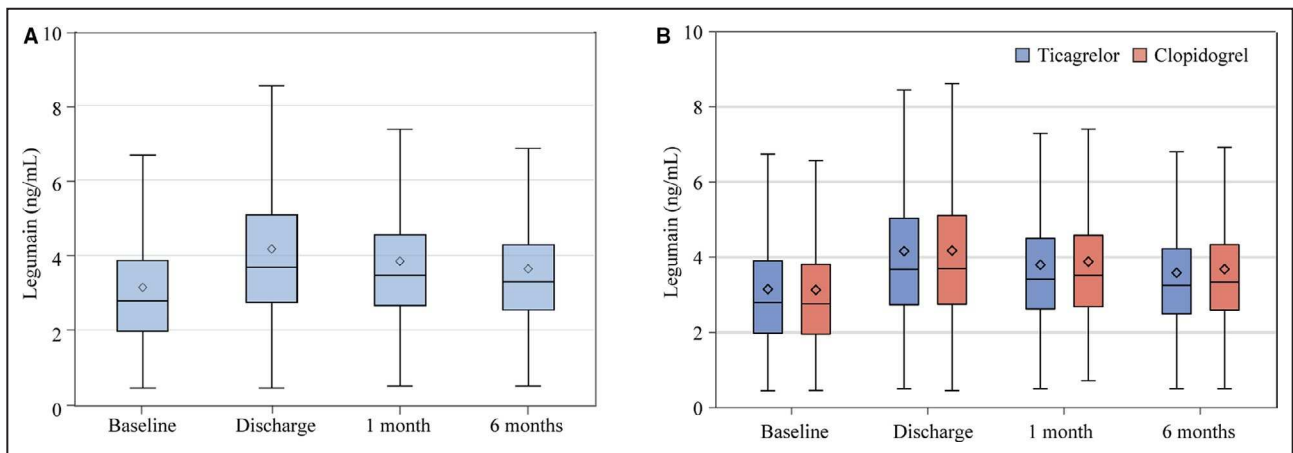 A
Legumain (ng/mL)
10
8
6
4
2
0
Baseline Discharge 1 month 6 months
B
Ticagrelor Clopidogrel
Legumain (ng/mL)
10
8
6
4
2
0
Baseline Discharge 1 month 6 months